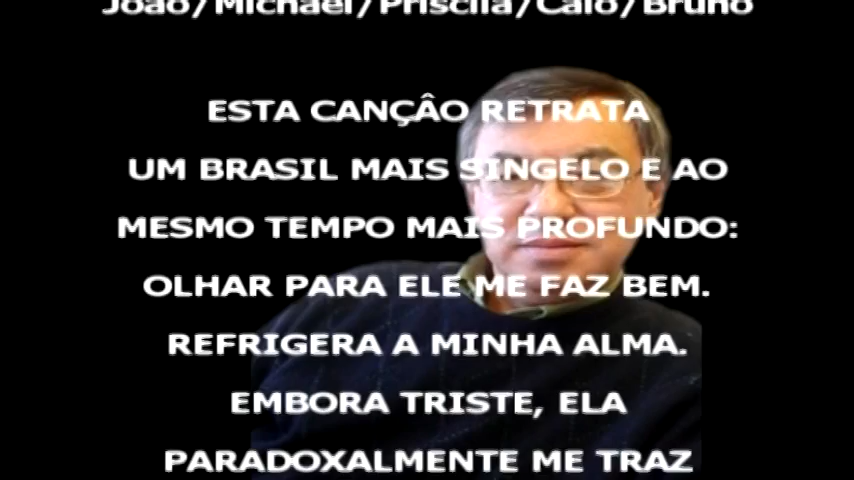 João/Michael/Priscila/Caio/Bruno
ESTA CANÇÂO RETRATA
UM BRASIL MAIS SINGELO E AO
MESMO TEMPO MAIS PROFUNDO:
OLHAR PARA ELE ME FAZ BEM.
REFRIGERA A MINHA ALMA.
EMBORA TRISTE, ELA
PARADOXALMENTE ME TRAZ